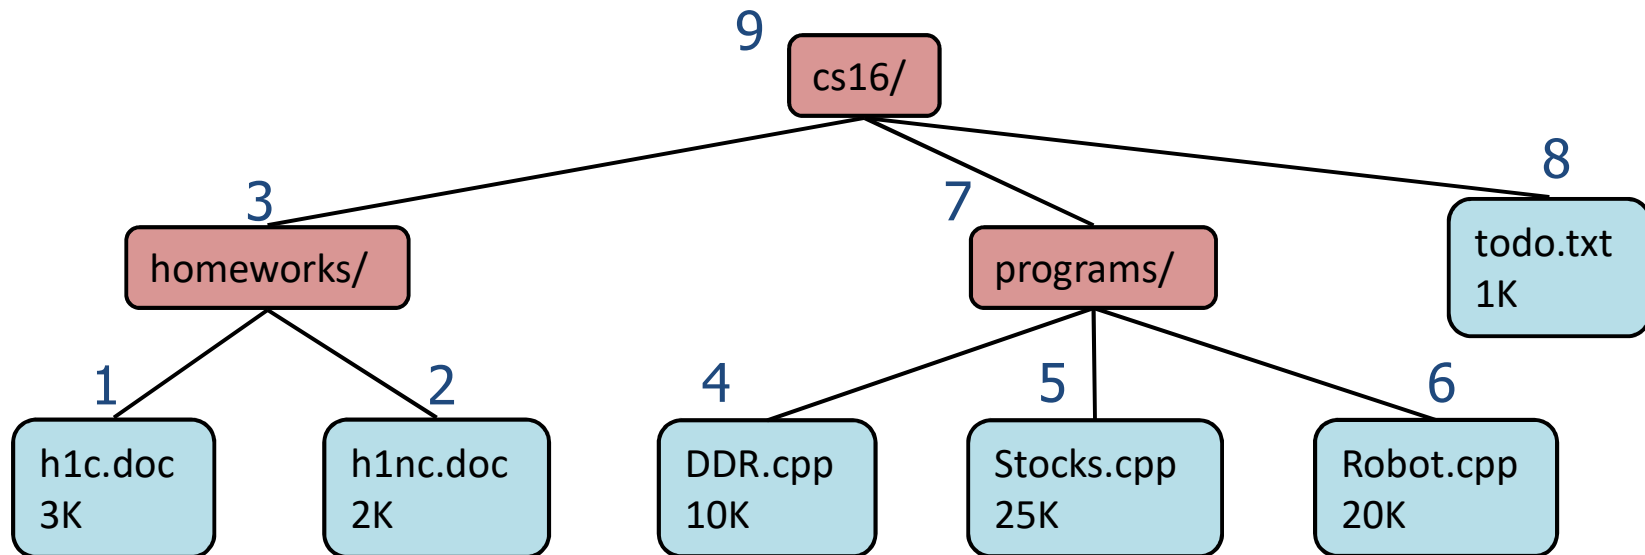 9
cs16/
3
7
8
homeworks/
programs/
todo.txt
1K
1
2
4
5
6
h1c.doc
3K
h1nc.doc
2K
DDR.cpp
10K
Stocks.cpp
25K
Robot.cpp
20K